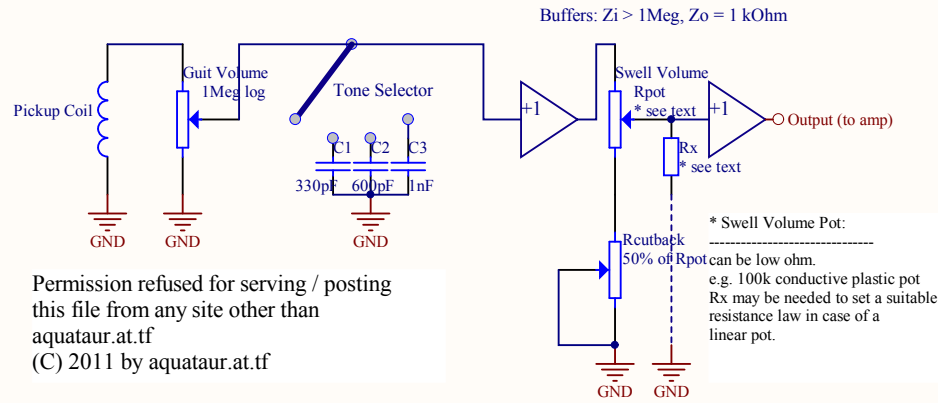 Buffers: Zi > 1Meg, Zo = 1 kOhm
Guit Volume
1Meg log
Pickup Coil
Tone Selector
+1
Swell Volume
Rpot
* see text
+1
Output (to amp)
C1
C2
C3
330pF
600pF
1nF
Rx
* see text
GND
GND
GND
Rcutback
50% of Rpot
* Swell Volume Pot:
-------------------------------
can be low ohm.
e.g. 100k conductive plastic pot
Rx may be needed to set a suitable
resistance law in case of a
linear pot.
Permission refused for serving / posting
this file from any site other than
aquataur.at.tf
(C) 2011 by aquataur.at.tf
GND
GND